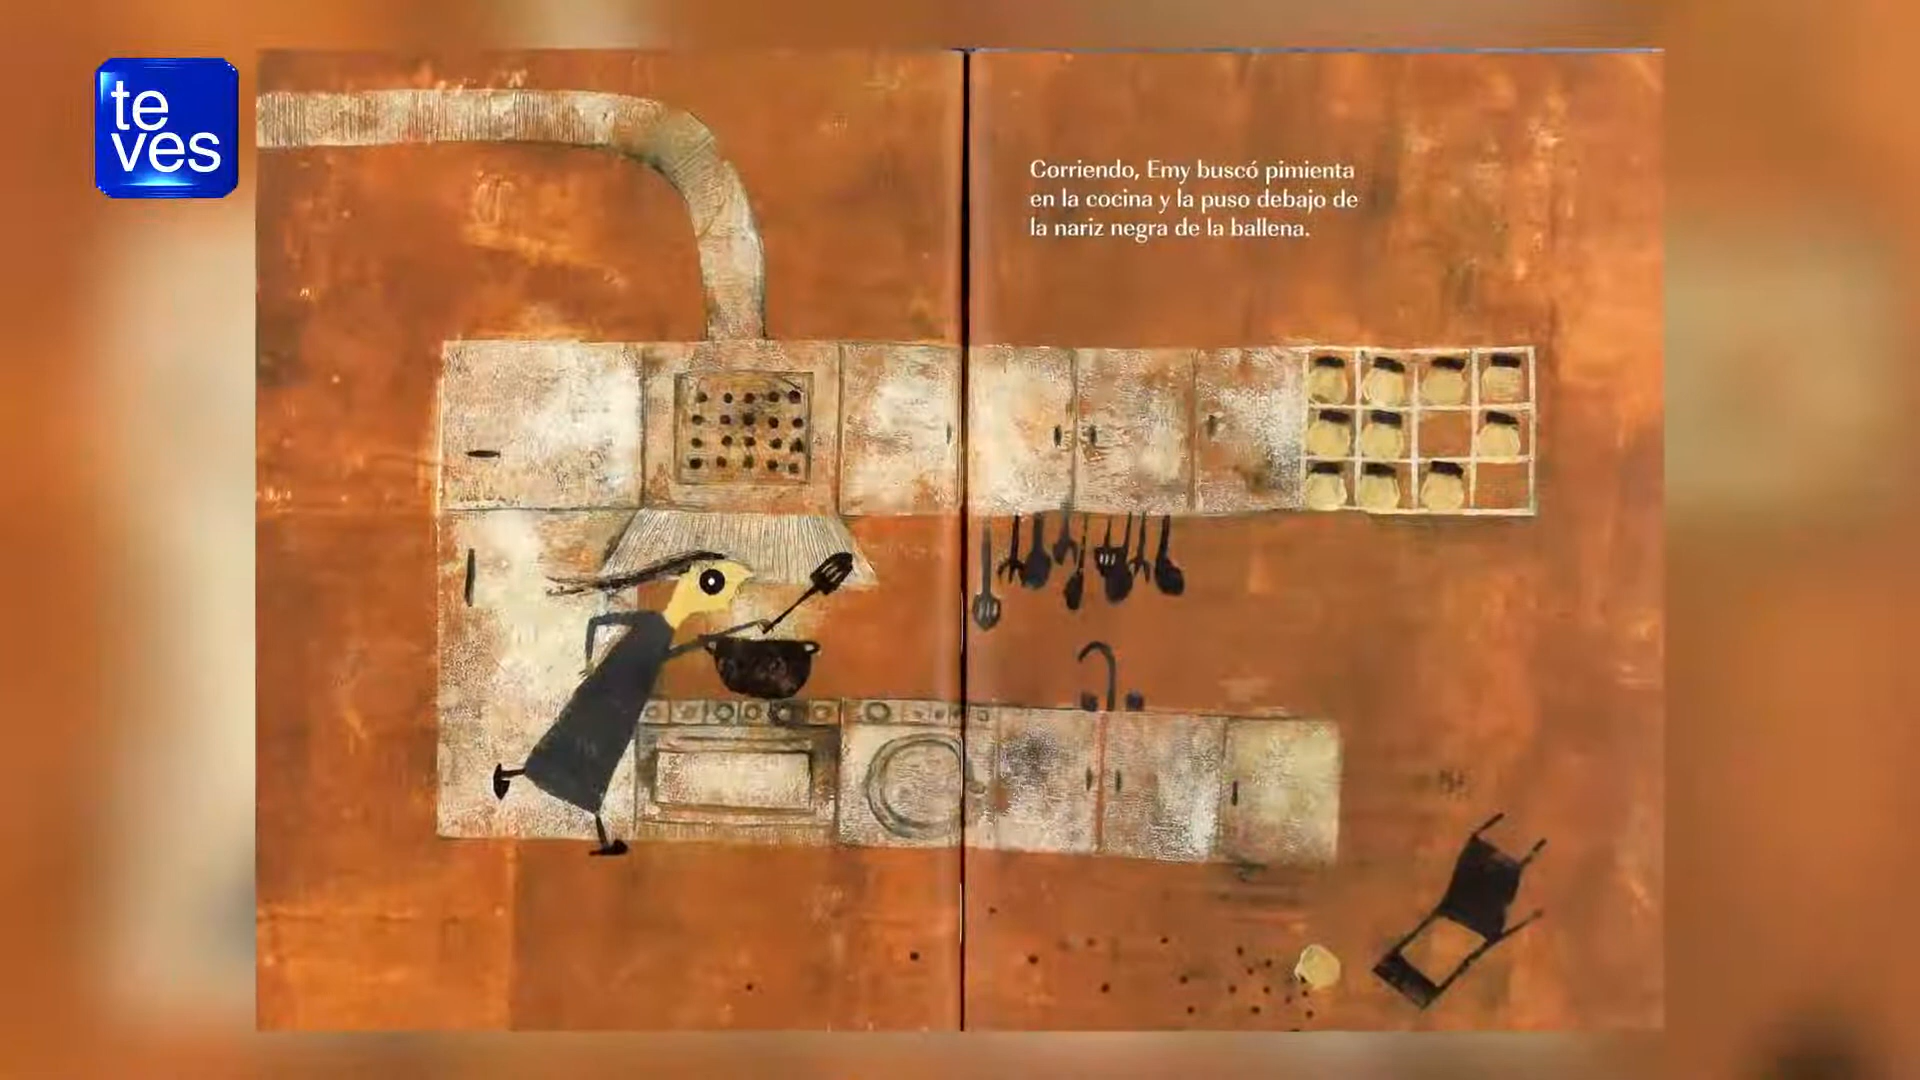 te
ves
Corriendo, Emy buscó pimienta
en la cocina y la puso debajo de
la nariz negra de la ballena.